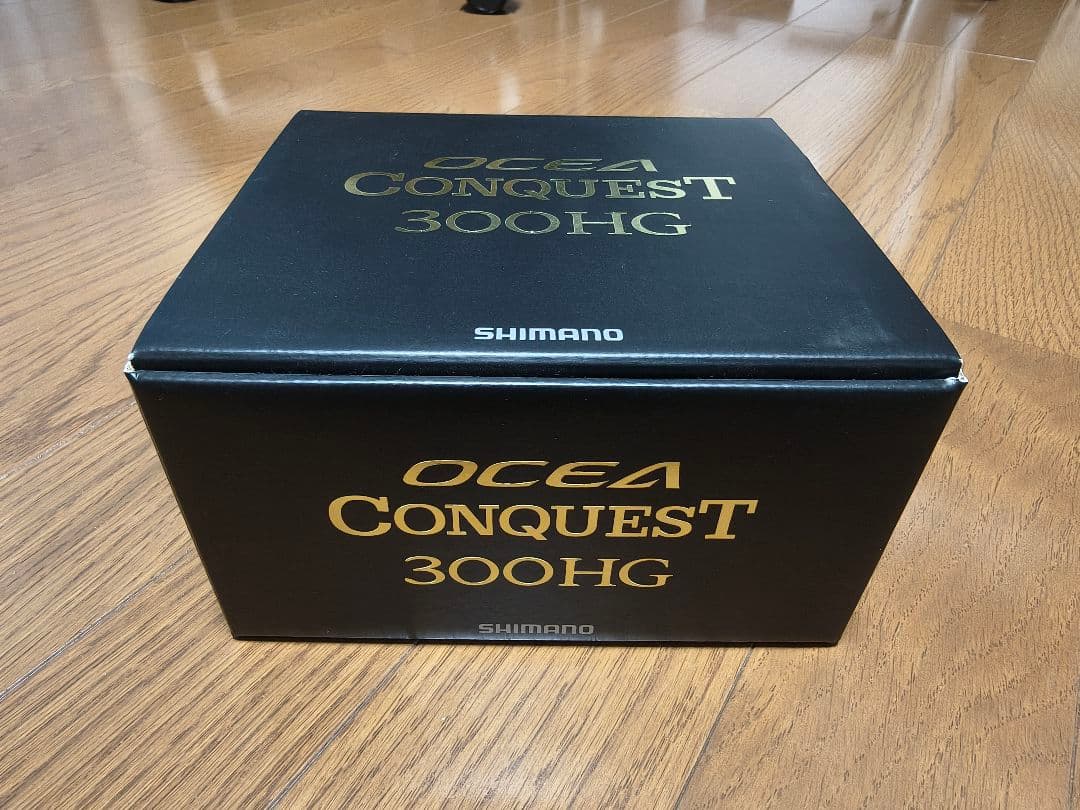 OCEA
CONQUEST
300HG
SHIMANO
OCEA
CONQUEST
300HG
SHIMANO